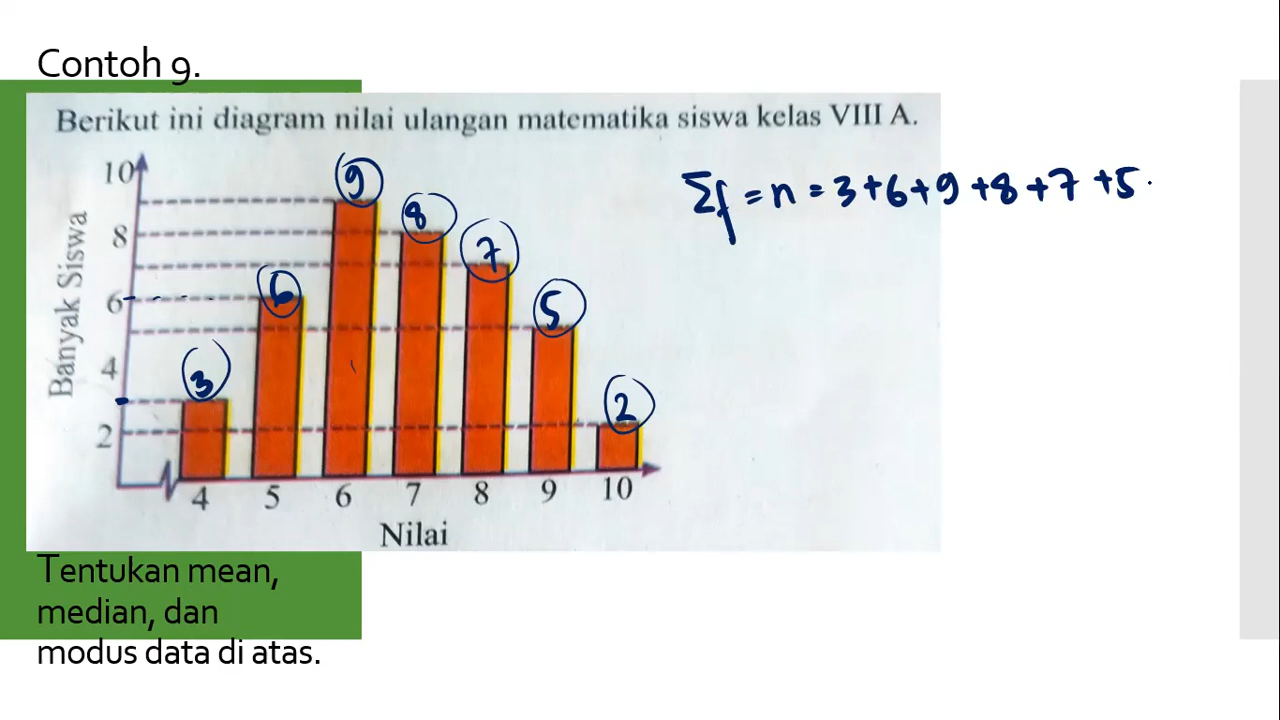 Contoh 9.
Berikut ini diagram nilai ulangan matematika siswa kelas VIII A.
Σf = n = 3+6+9+8+7+5
Banyak Siswa
10
8
6
4
2
3
6
9
8
7
5
2
4 5 6 7 8 9 10
Nilai
Tentukan mean,
median, dan
modus data di atas.